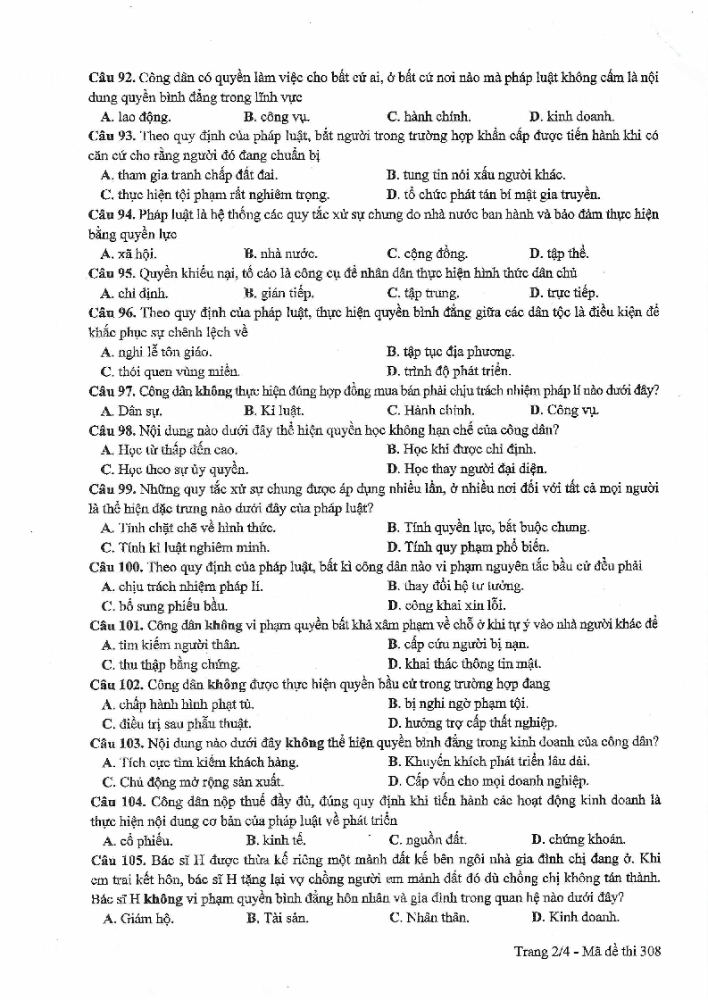 Câu 92. Công dân có quyền làm việc cho bất cứ ai, ở bất cứ nơi nào mà pháp luật không cấm là nội
dung quyền bình đẳng trong lĩnh vực
A. lao động. B. công vụ. C. hành chính. D. kinh doanh.
Câu 93. Theo quy định của pháp luật, bắt người trong trường hợp khẩn cấp được tiến hành khi có
căn cứ cho rằng người đó đang chuẩn bị
A. tham gia tranh chấp đất đai. B. tung tin nói xấu người khác.
C. thực hiện tội phạm rất nghiêm trọng. D. tổ chức phát tán bí mật gia truyền.
Câu 94. Pháp luật là hệ thống các quy tắc xử sự chung do nhà nước ban hành và bảo đảm thực hiện
bằng quyền lực
A. xã hội. B. nhà nước. C. cộng đồng. D. tập thể.
Câu 95. Quyền khiếu nại, tố cáo là công cụ để nhân dân thực hiện hình thức dân chủ
A. chỉ định. B. gián tiếp. C. tập trung. D. trực tiếp.
Câu 96. Theo quy định của pháp luật, thực hiện quyền bình đẳng giữa các dân tộc là điều kiện để
khắc phục sự chênh lệch về
A. nghi lễ tôn giáo. B. tập tục địa phương.
C. thói quen vùng miền. D. trình độ phát triển.
Câu 97. Công dân không thực hiện đúng hợp đồng mua bán phải chịu trách nhiệm pháp lí nào dưới đây?
A. Dân sự. B. Kỉ luật. C. Hành chính. D. Công vụ.
Câu 98. Nội dung nào dưới đây thể hiện quyền học không hạn chế của công dân?
A. Học từ thấp đến cao. B. Học khi được chỉ định.
C. Học theo sự ủy quyền. D. Học thay người đại diện.
Câu 99. Những quy tắc xử sự chung được áp dụng nhiều lần, ở nhiều nơi đối với tất cả mọi người
là thể hiện đặc trưng nào dưới đây của pháp luật?
A. Tính chặt chẽ về hình thức. B. Tính quyền lực, bắt buộc chung.
C. Tính kỉ luật nghiêm minh. D. Tính quy phạm phổ biến.
Câu 100. Theo quy định của pháp luật, bất kì công dân nào vi phạm nguyên tắc bầu cử đều phải
A. chịu trách nhiệm pháp lí. B. thay đổi hệ tư tưởng.
C. bổ sung phiếu bầu. D. công khai xin lỗi.
Câu 101. Công dân không vi phạm quyền bất khả xâm phạm về chỗ ở khi tự ý vào nhà người khác để
A. tìm kiếm người thân. B. cấp cứu người bị nạn.
C. thu thập bằng chứng. D. khai thác thông tin mật.
Câu 102. Công dân không được thực hiện quyền bầu cử trong trường hợp đang
A. chấp hành hình phạt tù. B. bị nghi ngờ phạm tội.
C. điều trị sau phẫu thuật. D. hưởng trợ cấp thất nghiệp.
Câu 103. Nội dung nào dưới đây không thể hiện quyền bình đẳng trong kinh doanh của công dân?
A. Tích cực tìm kiếm khách hàng. B. Khuyến khích phát triển lâu dài.
C. Chủ động mở rộng sản xuất. D. Cấp vốn cho mọi doanh nghiệp.
Câu 104. Công dân nộp thuế đầy đủ, đúng quy định khi tiến hành các hoạt động kinh doanh là
thực hiện nội dung cơ bản của pháp luật về phát triển
A. cổ phiếu. B. kinh tế. C. nguồn đất. D. chứng khoán.
Câu 105. Bác sĩ H được thừa kế riêng một mảnh đất kế bên ngôi nhà gia đình chị đang ở. Khi
em trai kết hôn, bác sĩ H tặng lại vợ chồng người em mảnh đất đó dù chồng chị không tán thành.
Bác sĩ H không vi phạm quyền bình đẳng hôn nhân và gia đình trong quan hệ nào dưới đây?
A. Giám hộ. B. Tài sản. C. Nhân thân. D. Kinh doanh.
Trang 2/4 - Mã đề thi 308